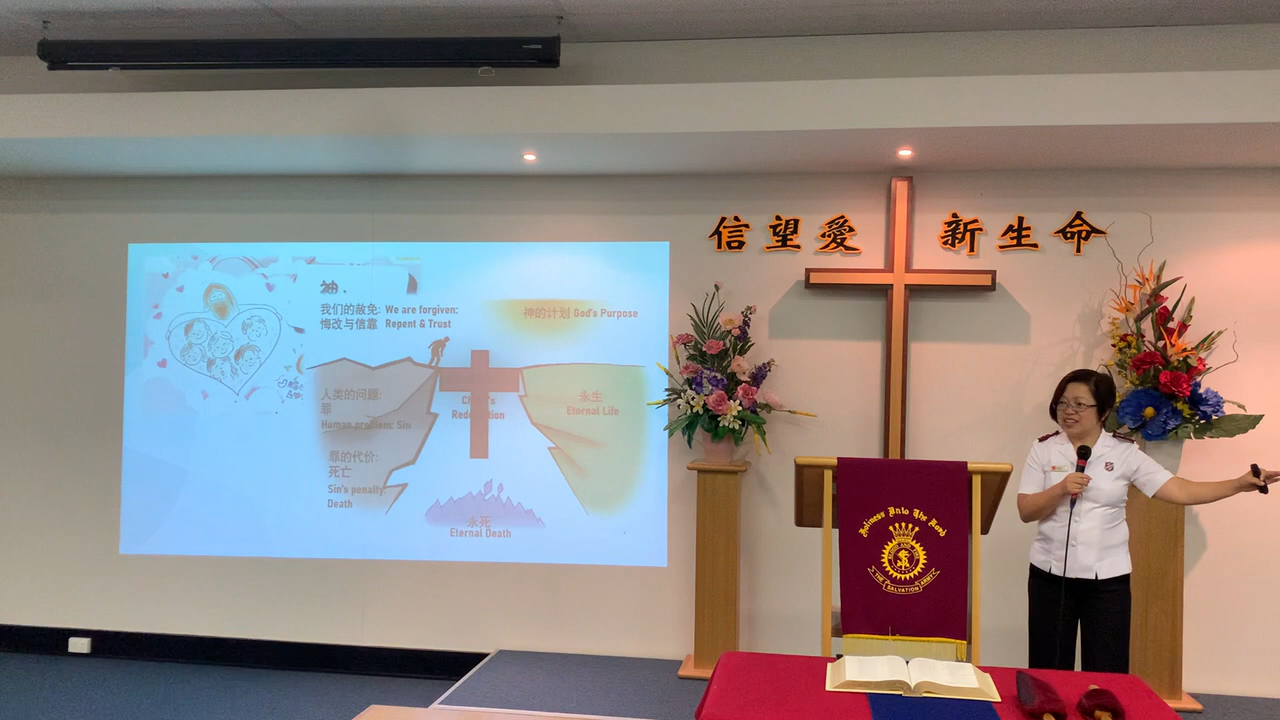 信望愛 新生命
我们的赦免: We are forgiven:
悔改与信靠 Repent & Trust
神的计划 God's Purpose
人类的问题:
罪
Human problem: Sin
罪的代价:
死亡
Sin's penalty:
Death
永生
Eternal Life
永死
Eternal Death
Holiness Unto The Lord
BLOOD AND FIRE
THE SALVATION ARMY